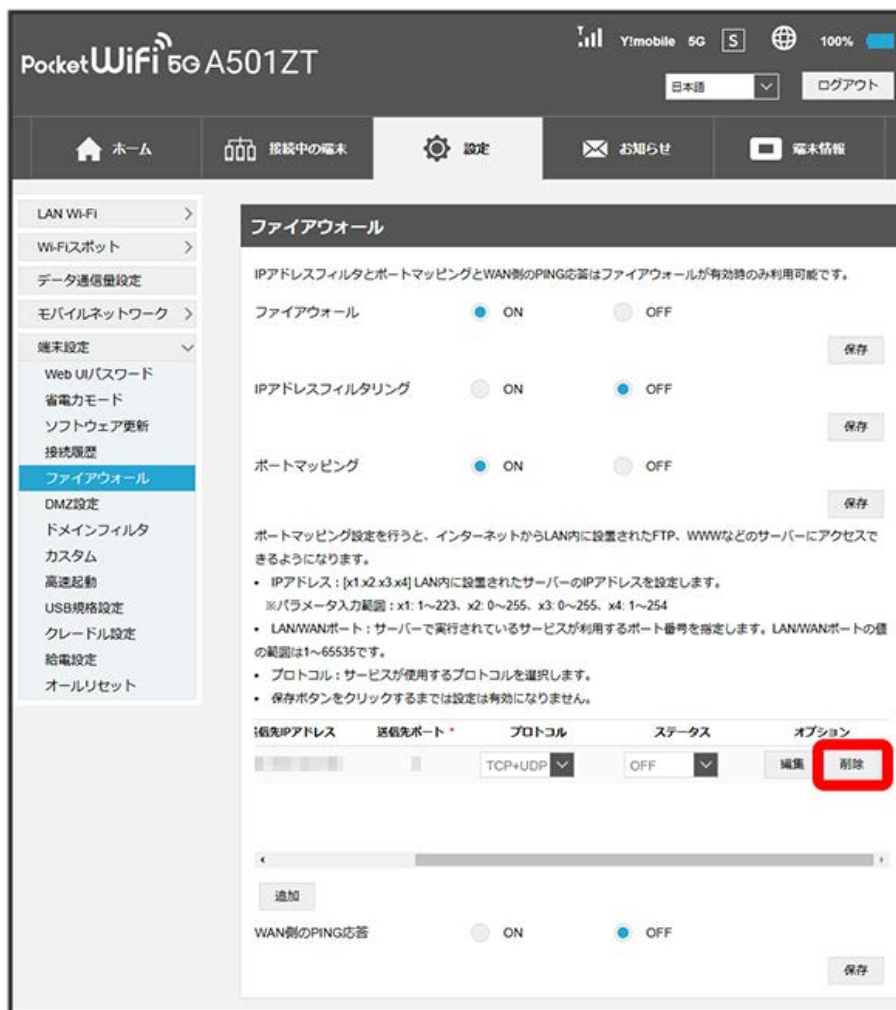 Pocket WiFi 5G A501ZT
Y!mobile 5G S 100%
日本語 ログアウト
ホーム 接続中の端末 設定 お知らせ 端末情報
LAN Wi-Fi
Wi-Fiスポット
データ通信量設定
モバイルネットワーク
端末設定
Web UIパスワード
省電力モード
ソフトウェア更新
接続履歴
ファイアウォール
DMZ設定
ドメインフィルタ
カスタム
高速起動
USB規格設定
クレードル設定
給電設定
オールリセット
ファイアウォール
IPアドレスフィルタとポートマッピングとWAN側のPING応答はファイアウォールが有効時のみ利用可能です。
ファイアウォール ON OFF
保存
IPアドレスフィルタリング ON OFF
保存
ポートマッピング ON OFF
保存
ポートマッピング設定を行うと、インターネットからLAN内に設置されたFTP、WWWなどのサーバーにアクセスで
きるようになります。
• IPアドレス：[x1.x2.x3.x4] LAN内に設置されたサーバーのIPアドレスを設定します。
※パラメータ入力範囲：x1: 1～223、x2: 0～255、x3: 0～255、x4: 1～254
• LAN/WANポート：サーバーで実行されているサービスが利用するポート番号を指定します。LAN/WANポートの値
の範囲は1～65535です。
• プロトコル：サービスが使用するプロトコルを選択します。
• 保存ボタンをクリックするまでは設定は有効になりません。
信先IPアドレス 送信先ポート * プロトコル ステータス オプション
TCP+UDP OFF 編集 削除
追加
WAN側のPING応答 ON OFF
保存